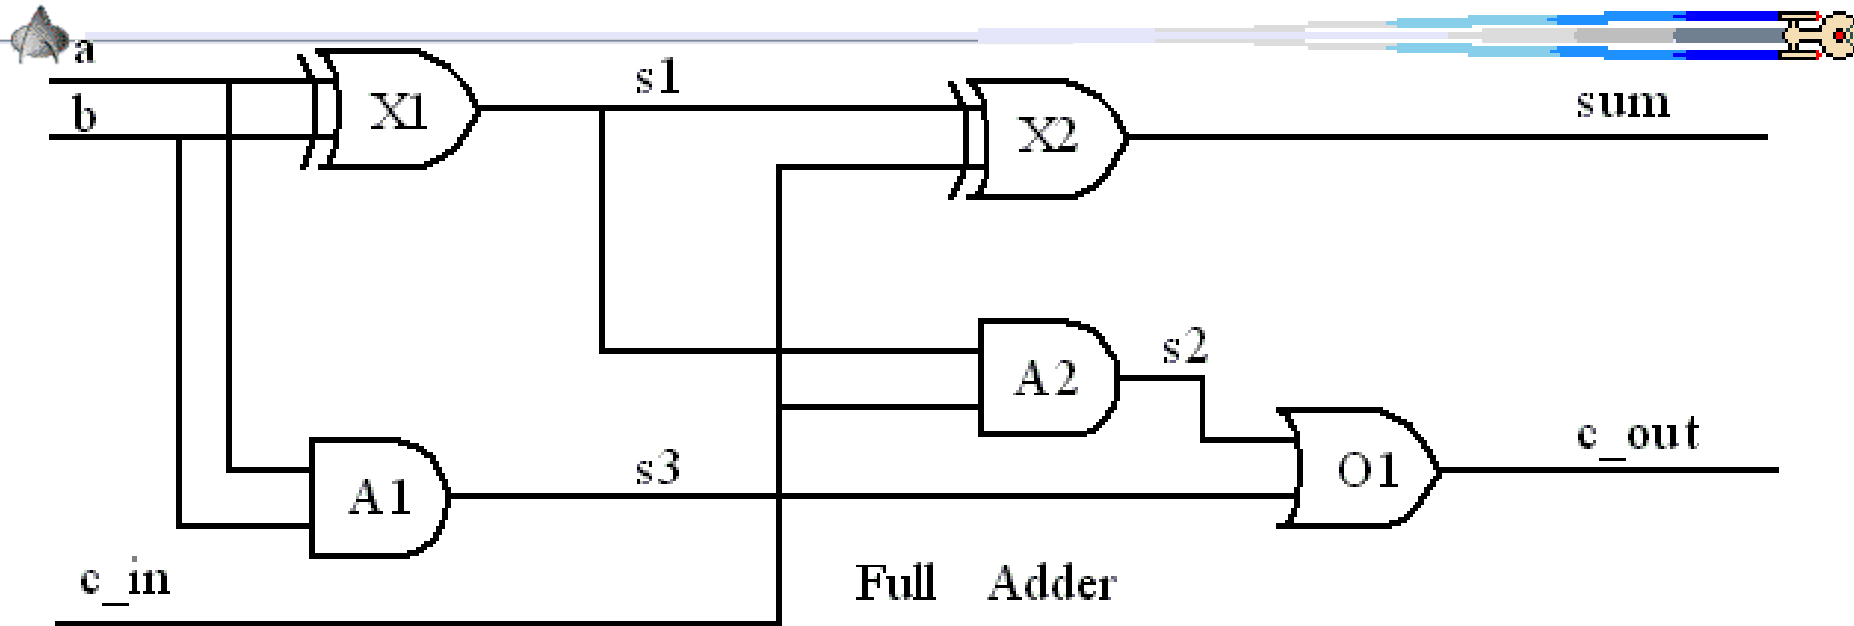 a
b
X1
s1
X2
sum
A2
s2
A1
s3
O1
c_out
c_in
Full Adder